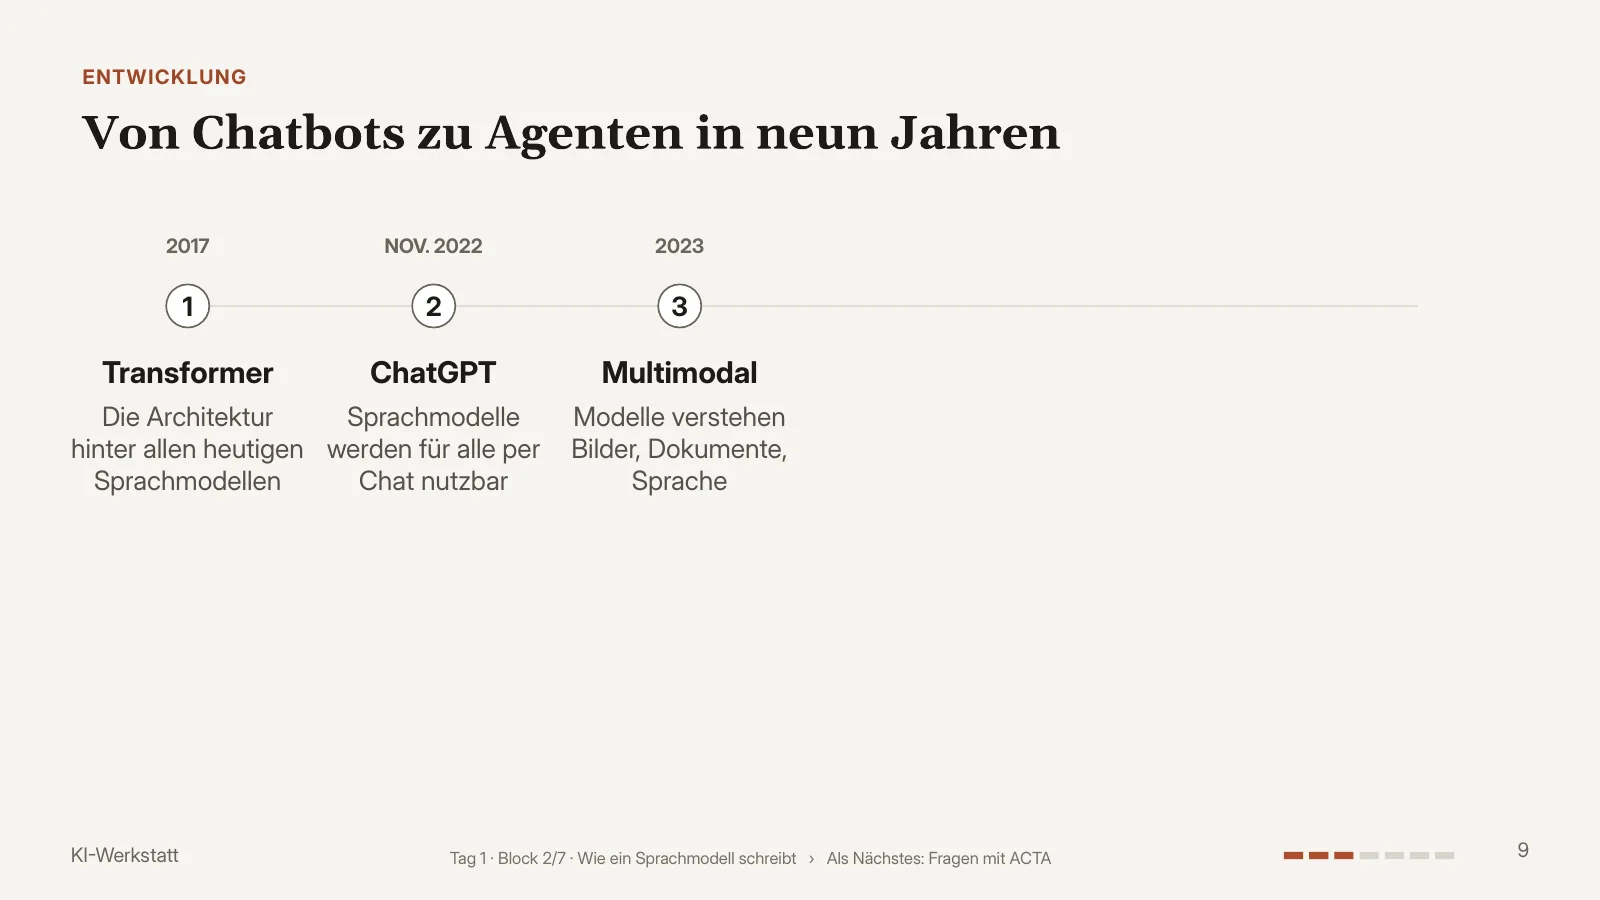 ENTWICKLUNG
Von Chatbots zu Agenten in neun Jahren
2017
1
Transformer
Die Architektur
hinter allen heutigen
Sprachmodellen
NOV. 2022
2
ChatGPT
Sprachmodelle
werden für alle per
Chat nutzbar
2023
3
Multimodal
Modelle verstehen
Bilder, Dokumente,
Sprache
KI-Werkstatt
Tag 1 · Block 2/7 · Wie ein Sprachmodell schreibt › Als Nächstes: Fragen mit ACTA
9